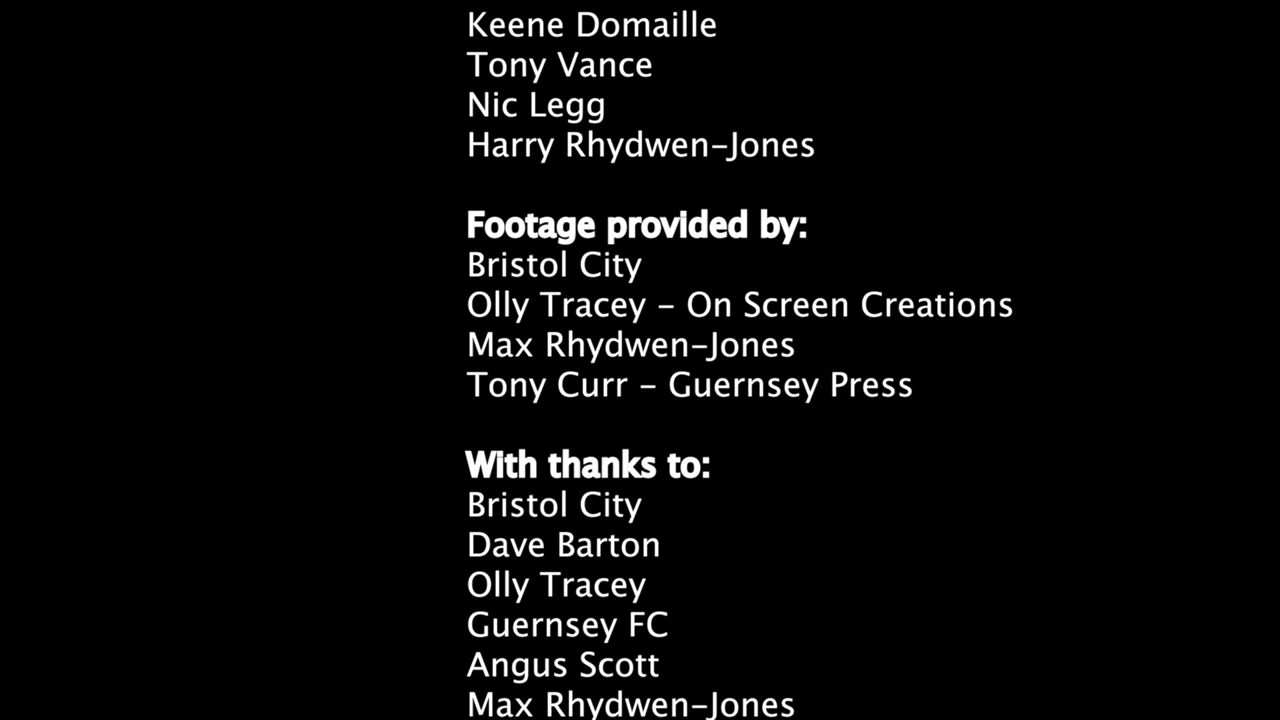 Keene Domaille
Tony Vance
Nic Legg
Harry Rhydwen-Jones
Footage provided by:
Bristol City
Olly Tracey - On Screen Creations
Max Rhydwen-Jones
Tony Curr - Guernsey Press
With thanks to:
Bristol City
Dave Barton
Olly Tracey
Guernsey FC
Angus Scott
Max Rhydwen-Jones